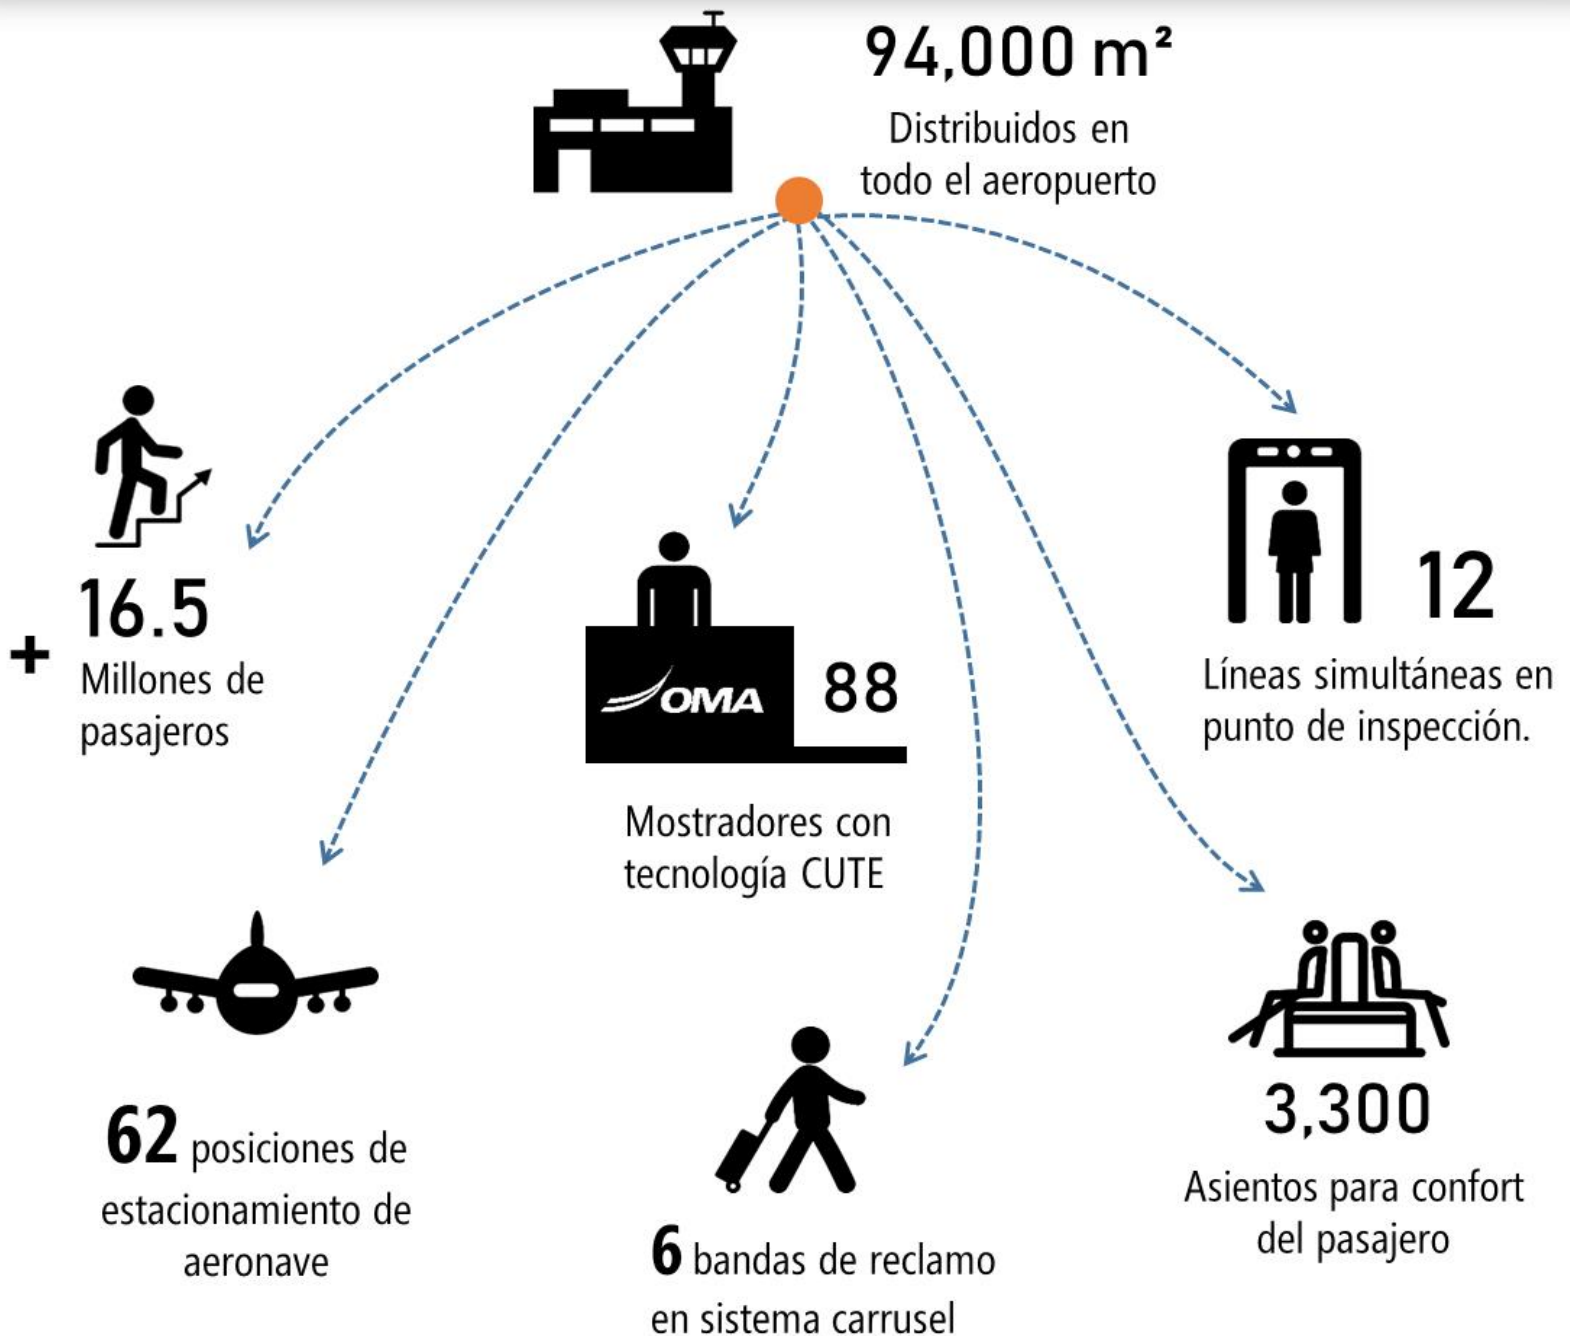 94,000 m²
Distribuidos en
todo el aeropuerto
+ 16.5
Millones de
pasajeros
OMA
88
Mostradores con
tecnología CUTE
12
Líneas simultáneas en
punto de inspección.
62 posiciones de
estacionamiento de
aeronave
6 bandas de reclamo
en sistema carrusel
3,300
Asientos para confort
del pasajero